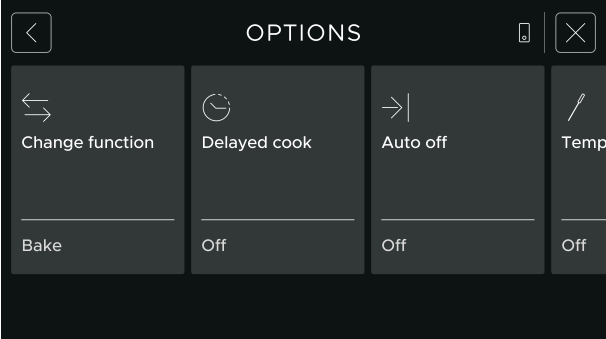 OPTIONS
Change function
Delayed cook
Auto off
Temp
Bake
Off
Off
Off